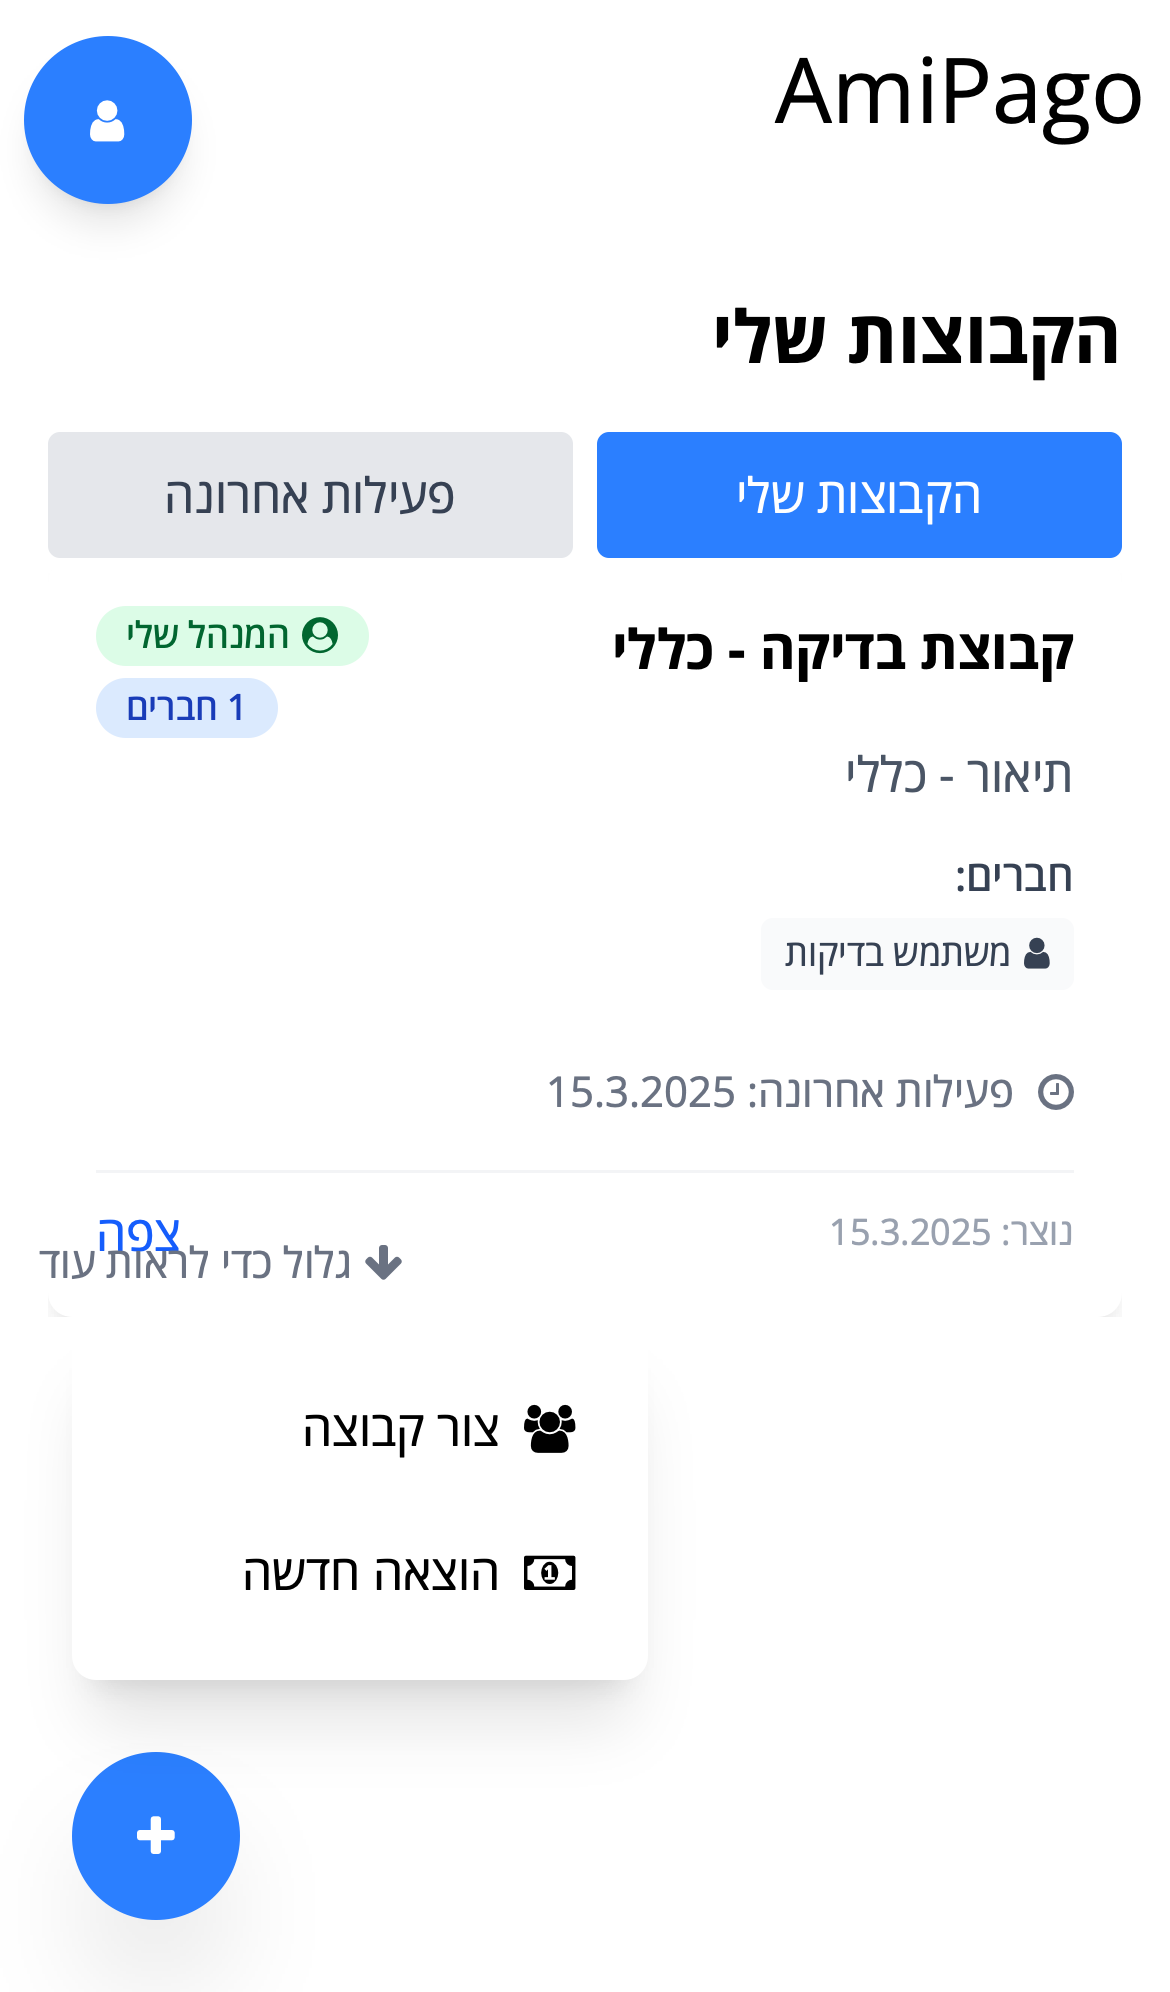 AmiPago
הקבוצות שלי
הקבוצות שלי
פעילות אחרונה
קבוצת בדיקה - כללי
המנהל שלי
1 חברים
תיאור - כללי
חברים:
משתמש בדיקות
פעילות אחרונה: 15.3.2025
נוצר: 15.3.2025
צפה
גלול כדי לראות עוד
צור קבוצה
הוצאה חדשה